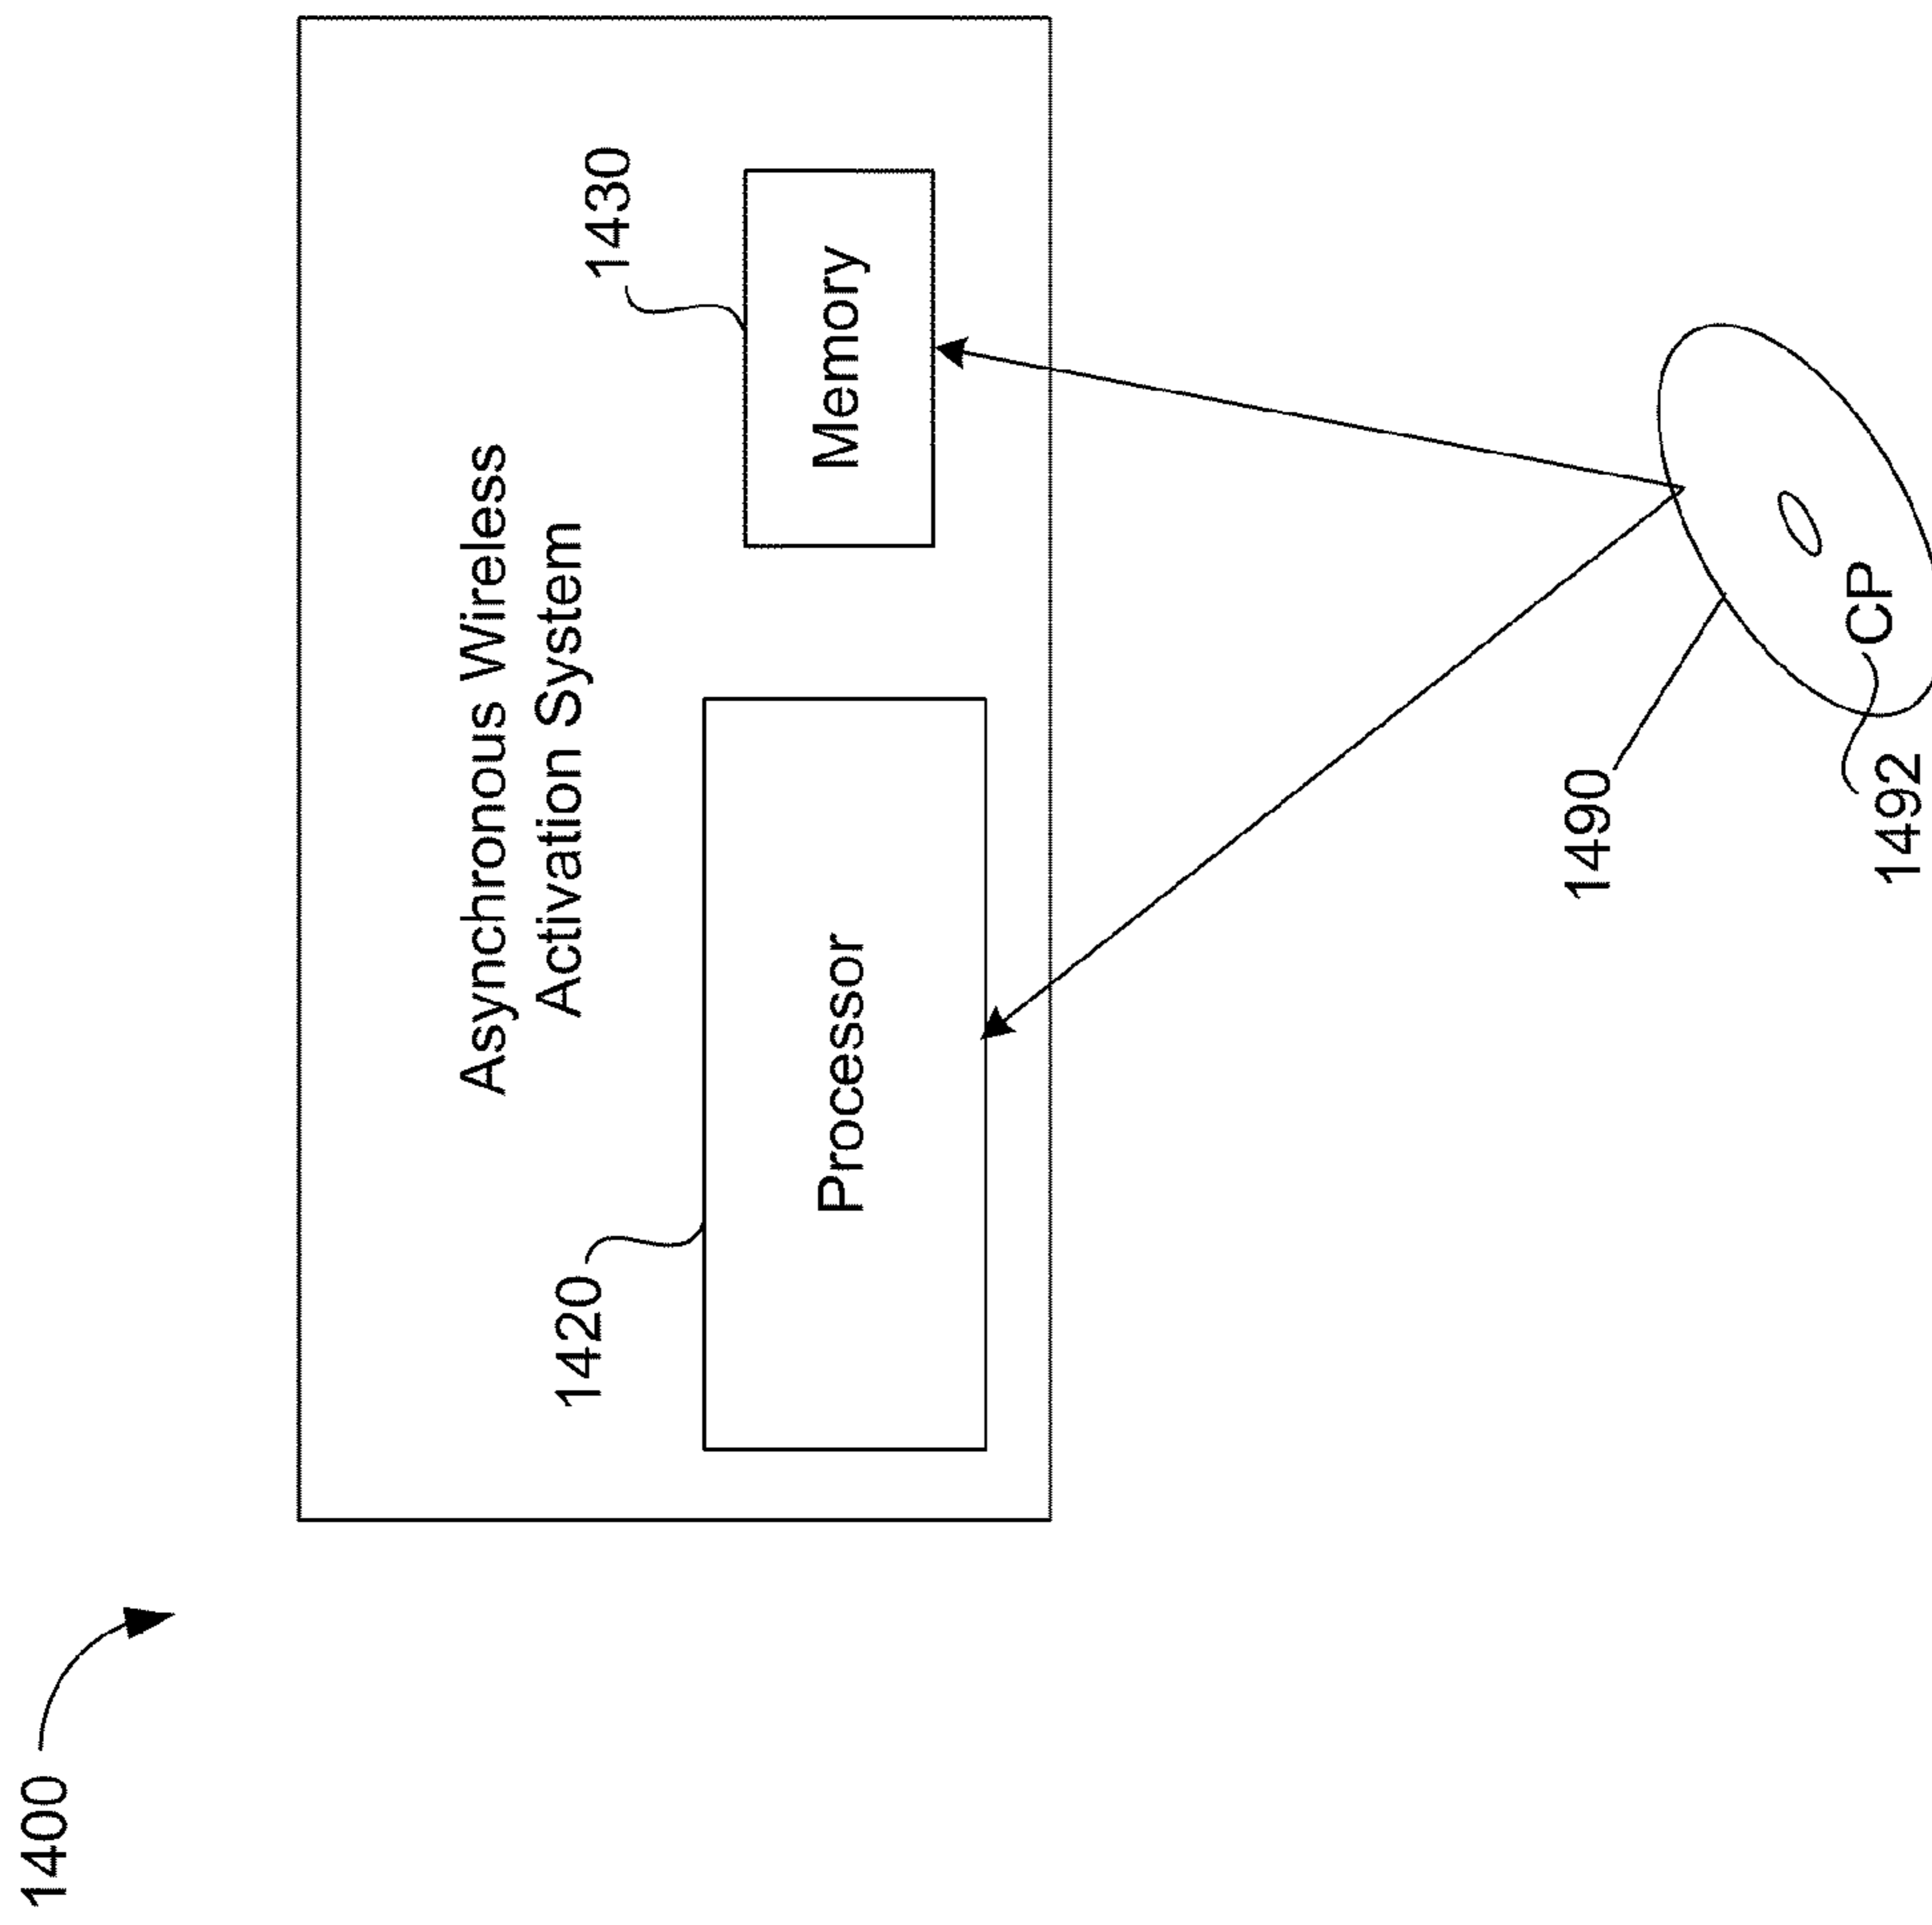 1400
Asynchronous Wireless
Activation System
1420
1430
Processor
Memory
1490
CP
1492